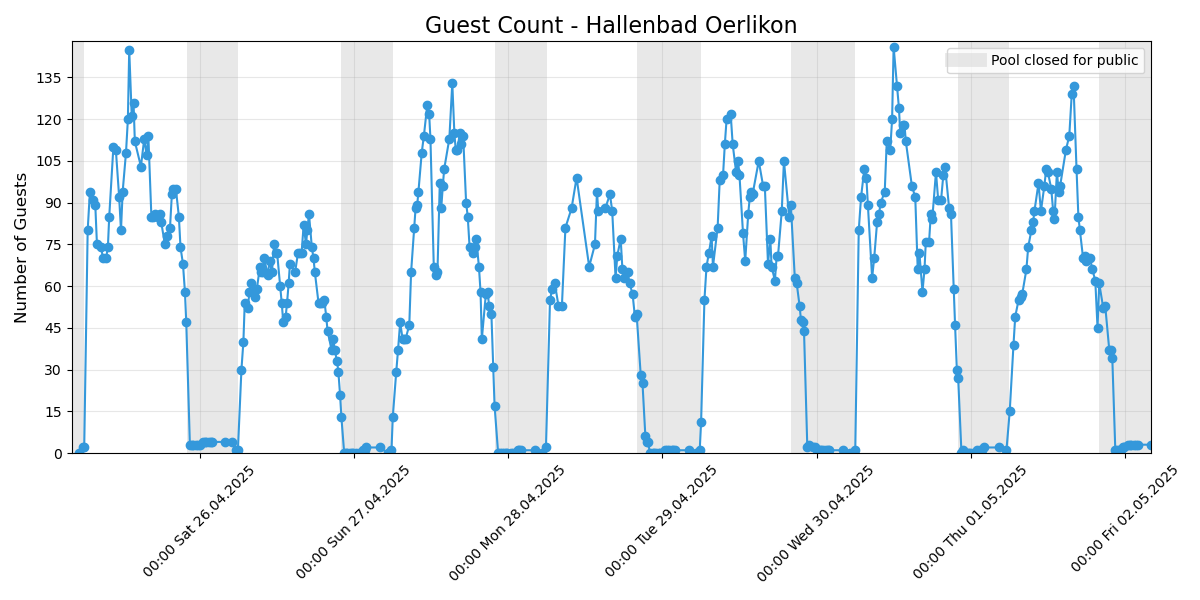 Guest Count - Hallenbad Oerlikon
Pool closed for public
Number of Guests
135
120
105
90
75
60
45
30
15
0
00:00 Sat 26.04.2025
00:00 Sun 27.04.2025
00:00 Mon 28.04.2025
00:00 Tue 29.04.2025
00:00 Wed 30.04.2025
00:00 Thu 01.05.2025
00:00 Fri 02.05.2025